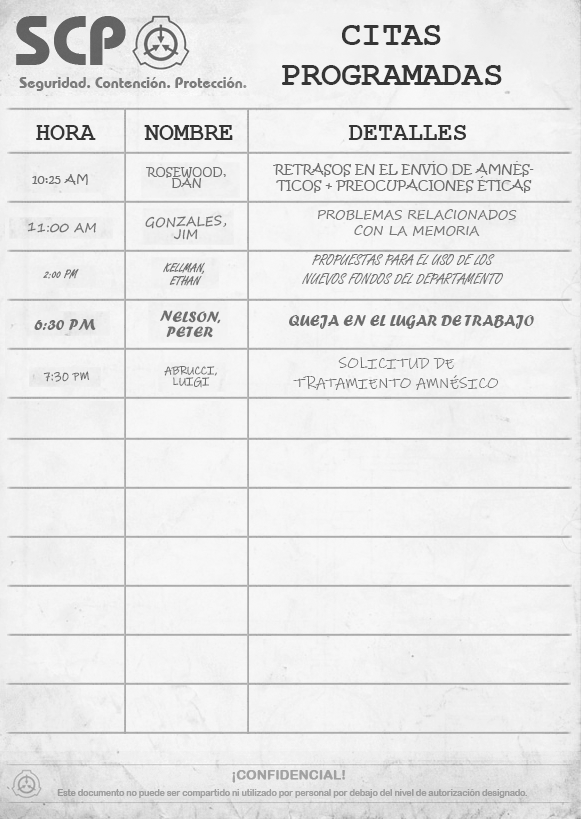 SCP
Seguridad. Contención. Protección.
CITAS
PROGRAMADAS
HORA NOMBRE DETALLES
10:25 AM
ROSEWOOD,
DAN
RETRASOS EN EL ENVÍO DE AMNÉS-
TICOS + PREOCUPACIONES ÉTICAS
11:00 AM
GONZALES,
JIM
PROBLEMAS RELACIONADOS
CON LA MEMORIA
2:00 PM
KELLMAN,
ETHAN
PROPUESTAS PARA EL USO DE LOS
NUEVOS FONDOS DEL DEPARTAMENTO
6:30 PM
NELSON,
PETER
QUEJA EN EL LUGAR DE TRABAJO
7:30 PM
ABRUCCI,
LUIGI
SOLICITUD DE
TRATAMIENTO AMNÉSICO
¡CONFIDENCIAL!
Este documento no puede ser compartido ni utilizado por personal por debajo del nivel de autorización designado.